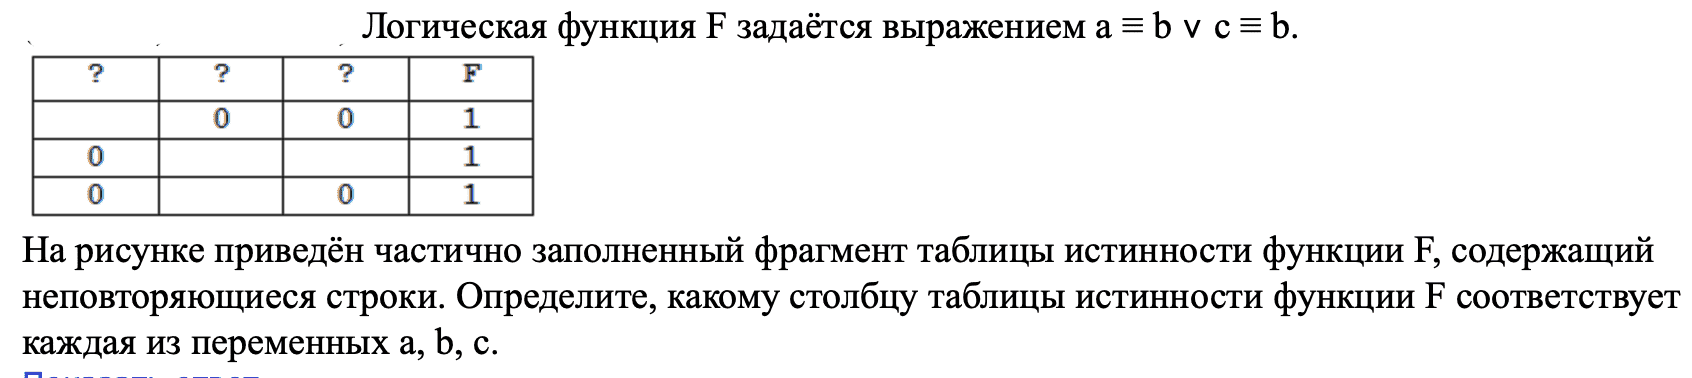 Логическая функция F задаётся выражением a ≡ b ∨ c ≡ b.
? ? ? F
0 0 1
0 1
0 0 1
На рисунке приведён частично заполненный фрагмент таблицы истинности функции F, содержащий
неповторяющиеся строки. Определите, какому столбцу таблицы истинности функции F соответствует
каждая из переменных a, b, c.